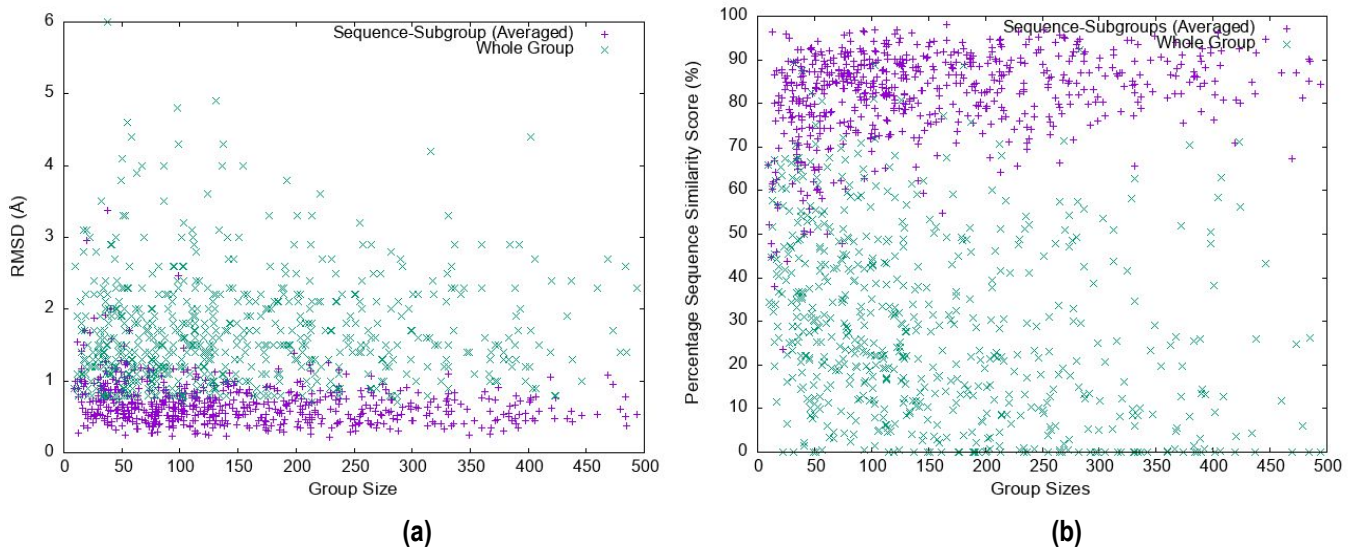 6
5
4
3
2
1
0
RMSD (Å)
Sequence-Subgroup (Averaged)
Whole Group
0 50 100 150 200 250 300 350 400 450 500
Group Size
(a)
100
90
80
70
60
50
40
30
20
10
0
Percentage Sequence Similarity Score (%)
Sequence-Subgroups (Averaged)
Whole Group
0 50 100 150 200 250 300 350 400 450 500
Group Sizes
(b)